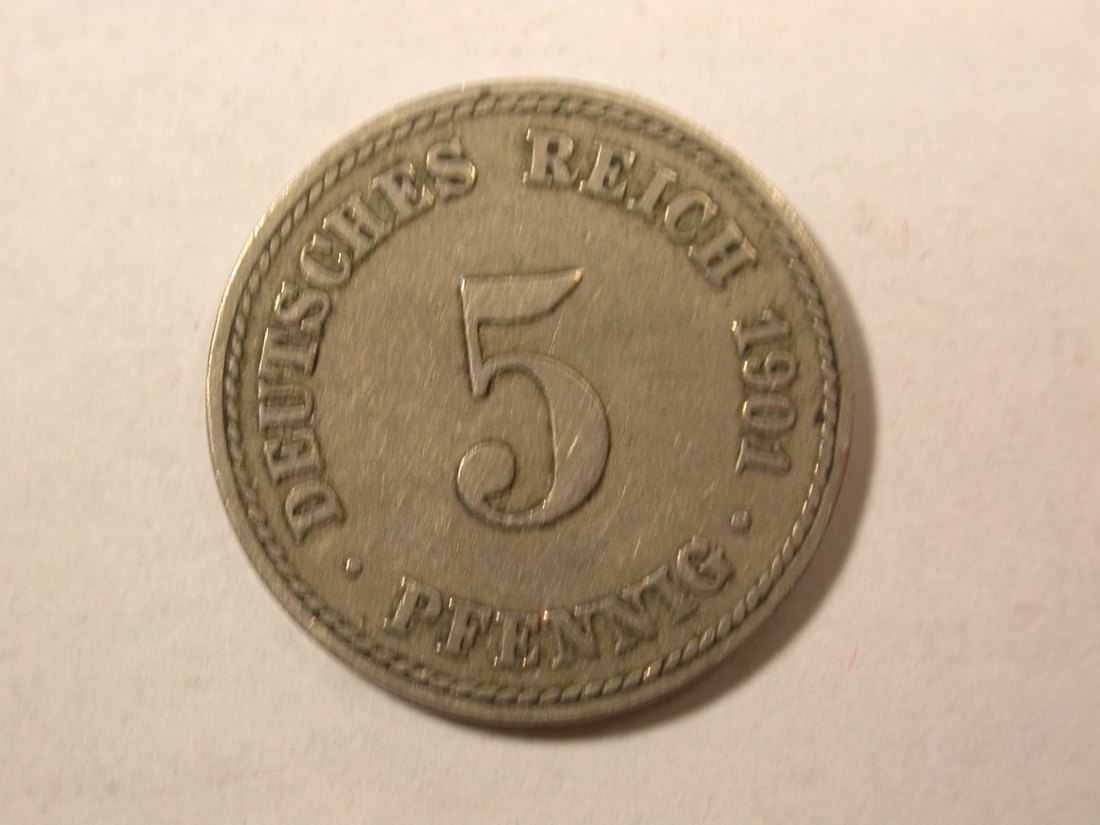 DEUTSCHES REICH 1901
5
PFENNIG